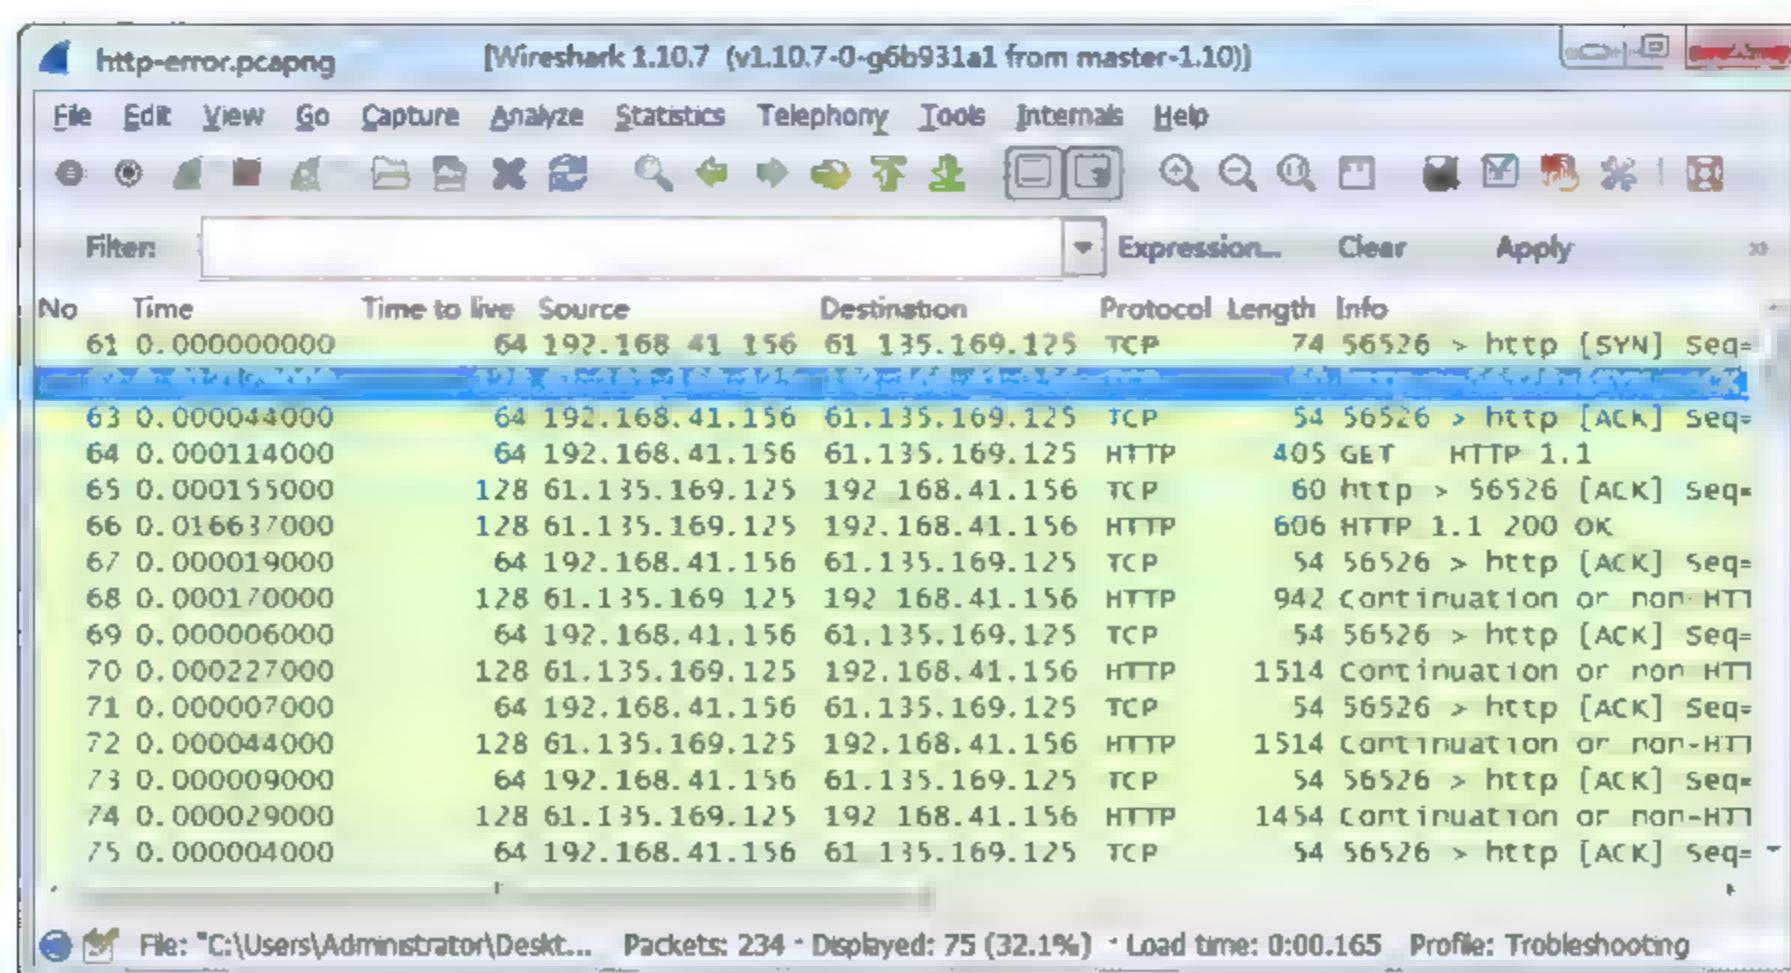 http-error.pcapng [Wireshark 1.10.7 (v1.10.7-0-g6b931a1 from master-1.10)]
File Edit View Go Capture Analyze Statistics Telephony Tools Internals Help
Filter: Expression... Clear Apply
No Time Time to live Source Destination Protocol Length Info
61 0.000000000 64 192.168 41 156 61 135.169.125 TCP 74 56526 > http [SYN] Seq=
63 0.000044000 64 192.168.41.156 61.135.169.125 TCP 54 56526 > http [ACK] Seq=
64 0.000114000 64 192.168.41.156 61.135.169.125 HTTP 405 GET HTTP 1.1
65 0.000155000 128 61.135.169.125 192 168.41.156 TCP 60 http > 56526 [ACK] Seq=
66 0.016637000 128 61.135.169.125 192.168.41.156 HTTP 606 HTTP 1.1 200 OK
67 0.000019000 64 192.168.41.156 61.135.169.125 TCP 54 56526 > http [ACK] Seq=
68 0.000170000 128 61.135.169 125 192 168.41.156 HTTP 942 Continuation or non-HTT
69 0.000006000 64 192.168.41.156 61.135.169.125 TCP 54 56526 > http [ACK] Seq=
70 0.000227000 128 61.135.169.125 192.168.41.156 HTTP 1514 Continuation or non-HTT
71 0.000007000 64 192.168.41.156 61.135.169.125 TCP 54 56526 > http [ACK] Seq=
72 0.000044000 128 61.135.169.125 192.168.41.156 HTTP 1514 Continuation or non-HTT
73 0.000009000 64 192.168.41.156 61.135.169.125 TCP 54 56526 > http [ACK] Seq=
74 0.000029000 128 61.135.169.125 192 168.41.156 HTTP 1454 Continuation or non-HTT
75 0.000004000 64 192.168.41.156 61 135.169.125 TCP 54 56526 > http [ACK] Seq=
File: "C:\Users\Administrator\Deskt... Packets: 234 · Displayed: 75 (32.1%) · Load time: 0:00.165 Profile: Trobleshooting